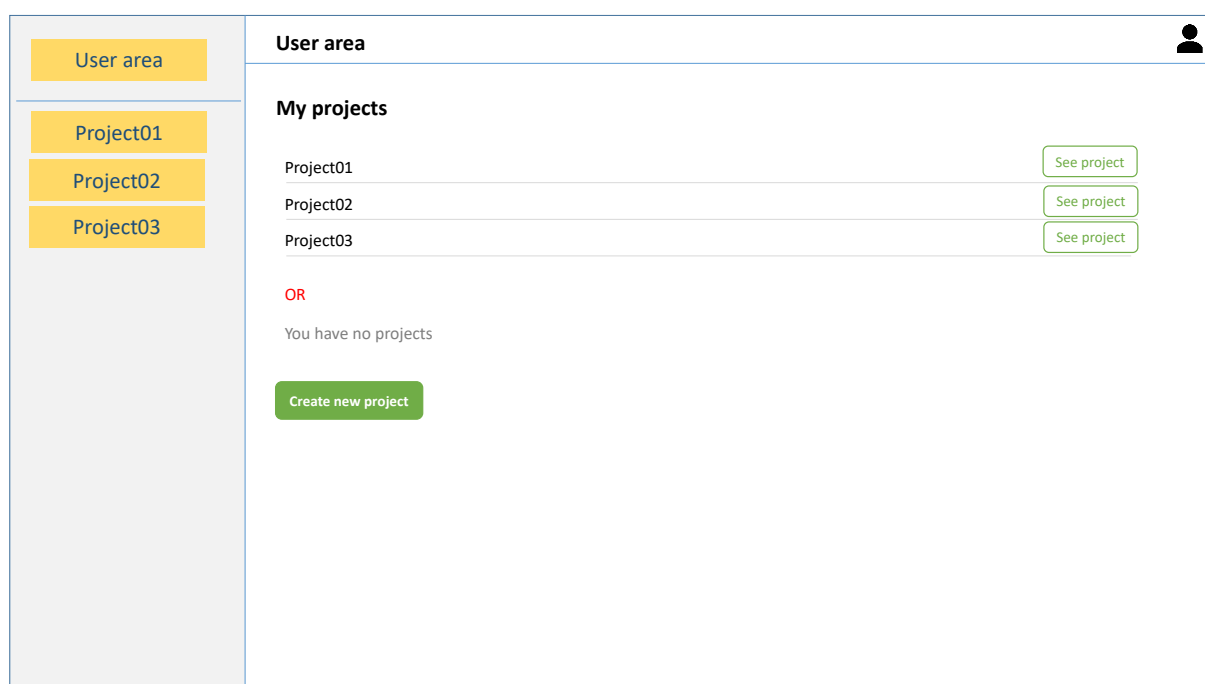 User area
Project01
Project02
Project03
User area
My projects
Project01 See project
Project02 See project
Project03 See project
OR
You have no projects
Create new project